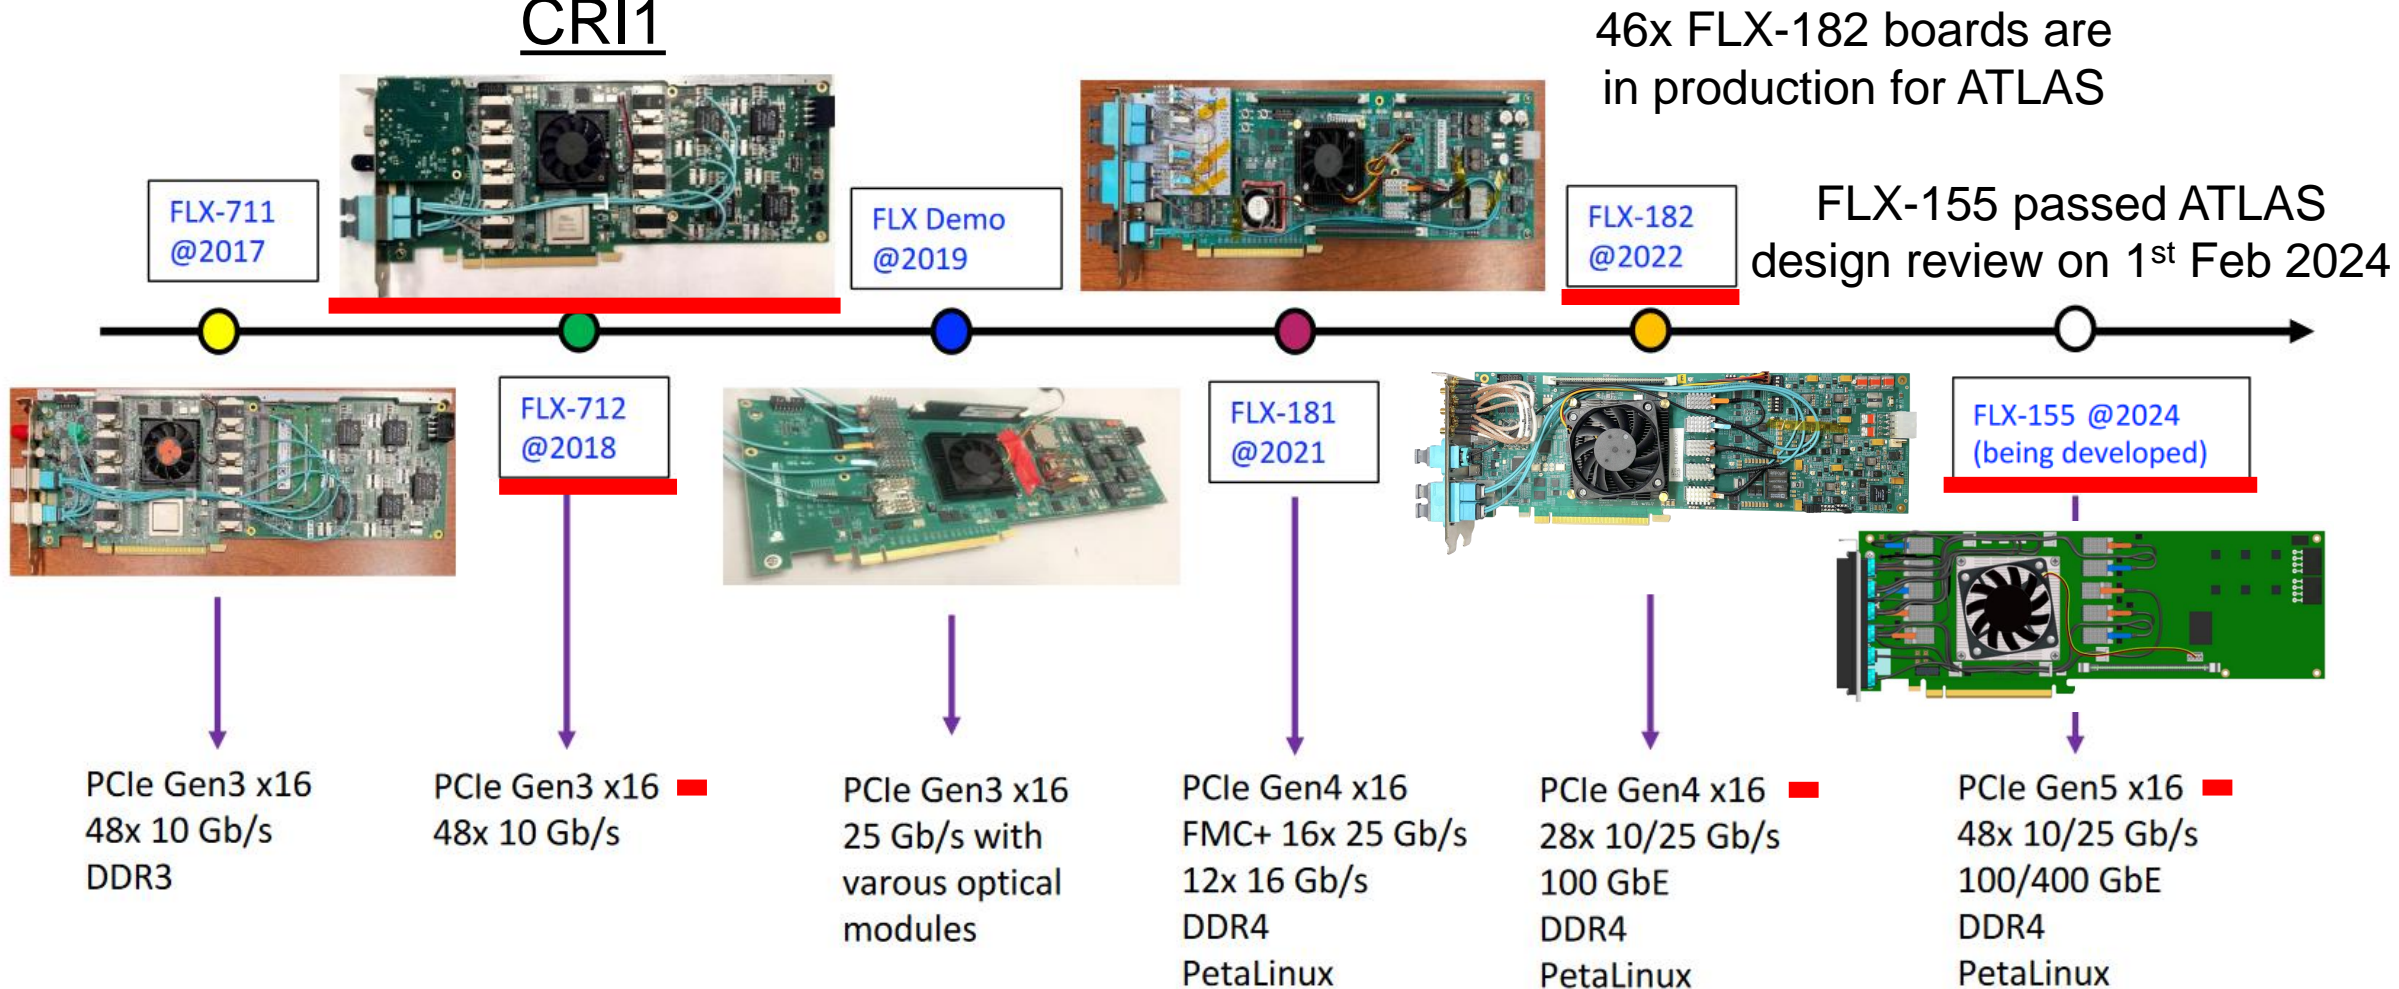 CRI1
46x FLX-182 boards are
in production for ATLAS
FLX-711
@2017
FLX Demo
@2019
FLX-182
@2022
FLX-155 passed ATLAS
design review on 1st Feb 2024
FLX-712
@2018
FLX-181
@2021
FLX-155 @2024
(being developed)
PCIe Gen3 x16
48x 10 Gb/s
DDR3
PCIe Gen3 x16
48x 10 Gb/s
PCIe Gen3 x16
25 Gb/s with
varous optical
modules
PCIe Gen4 x16
FMC+ 16x 25 Gb/s
12x 16 Gb/s
DDR4
PetaLinux
PCIe Gen4 x16
28x 10/25 Gb/s
100 GbE
DDR4
PetaLinux
PCIe Gen5 x16
48x 10/25 Gb/s
100/400 GbE
DDR4
PetaLinux